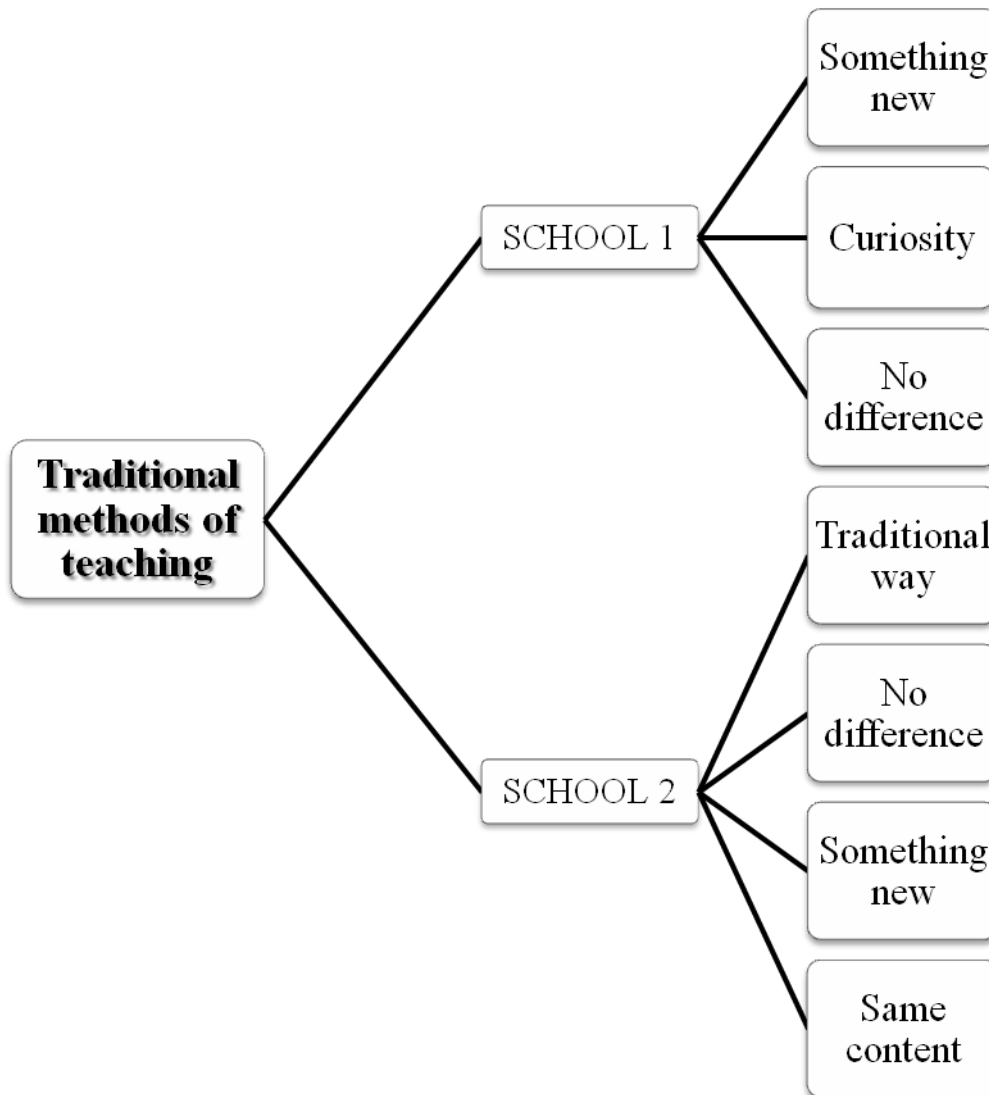 Something
new
SCHOOL 1
Curiosity
No
difference
Traditional
methods of
teaching
Traditional
way
No
difference
SCHOOL 2
Something
new
Same
content